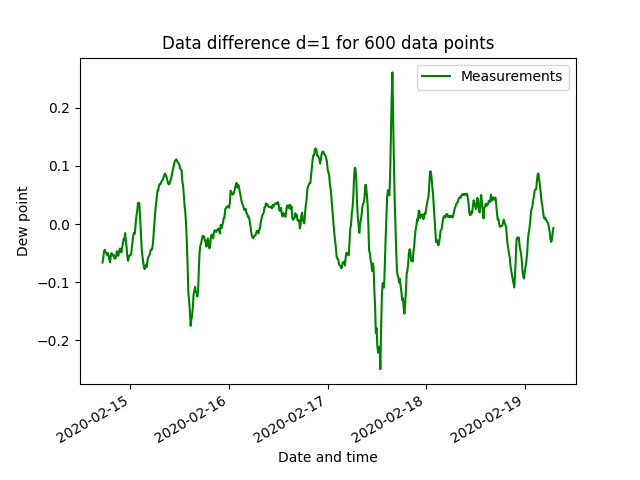 Data difference d=1 for 600 data points
Measurements
0.2
0.1
0.0
−0.1
−0.2
Dew point
2020-02-15
2020-02-16
2020-02-17
2020-02-18
2020-02-19
Date and time